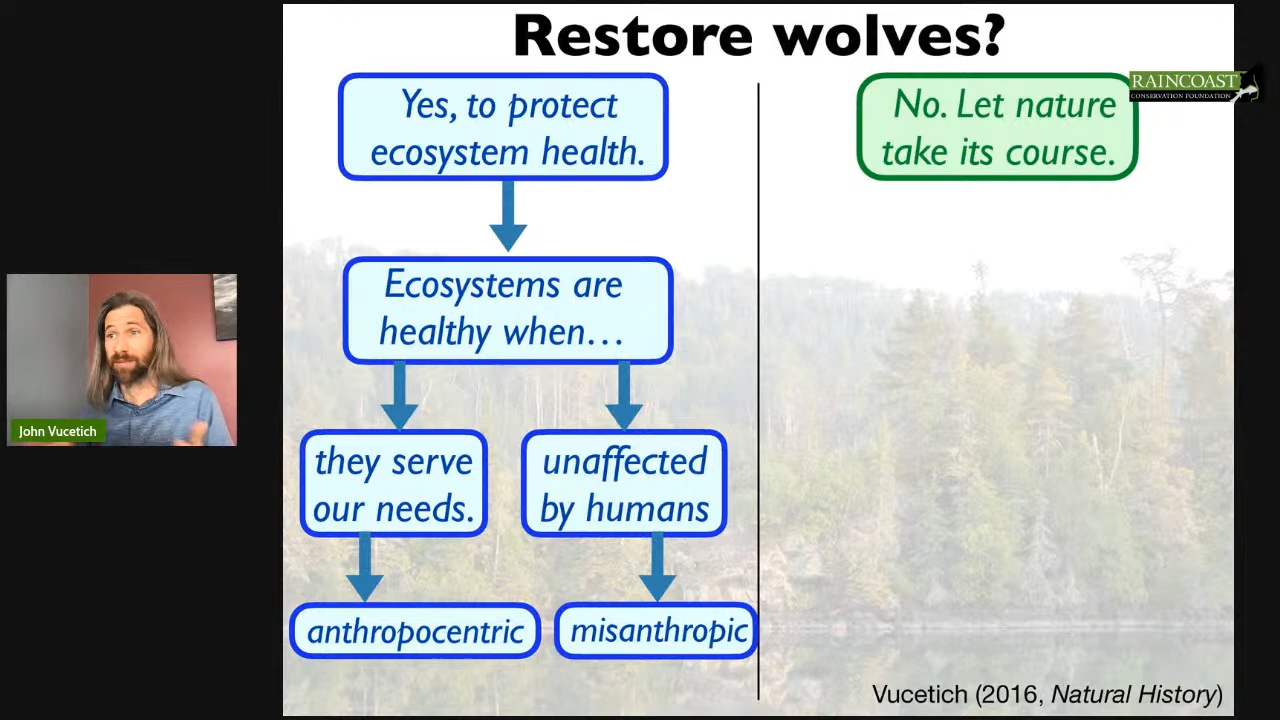 Restore wolves?
Yes, to protect
ecosystem health.
No. Let nature
take its course.
RAINCOAST
CONSERVATION FOUNDATION
Ecosystems are
healthy when…
they serve
our needs.
unaffected
by humans
anthropocentric
misanthropic
John Vucetich
Vucetich (2016, Natural History)